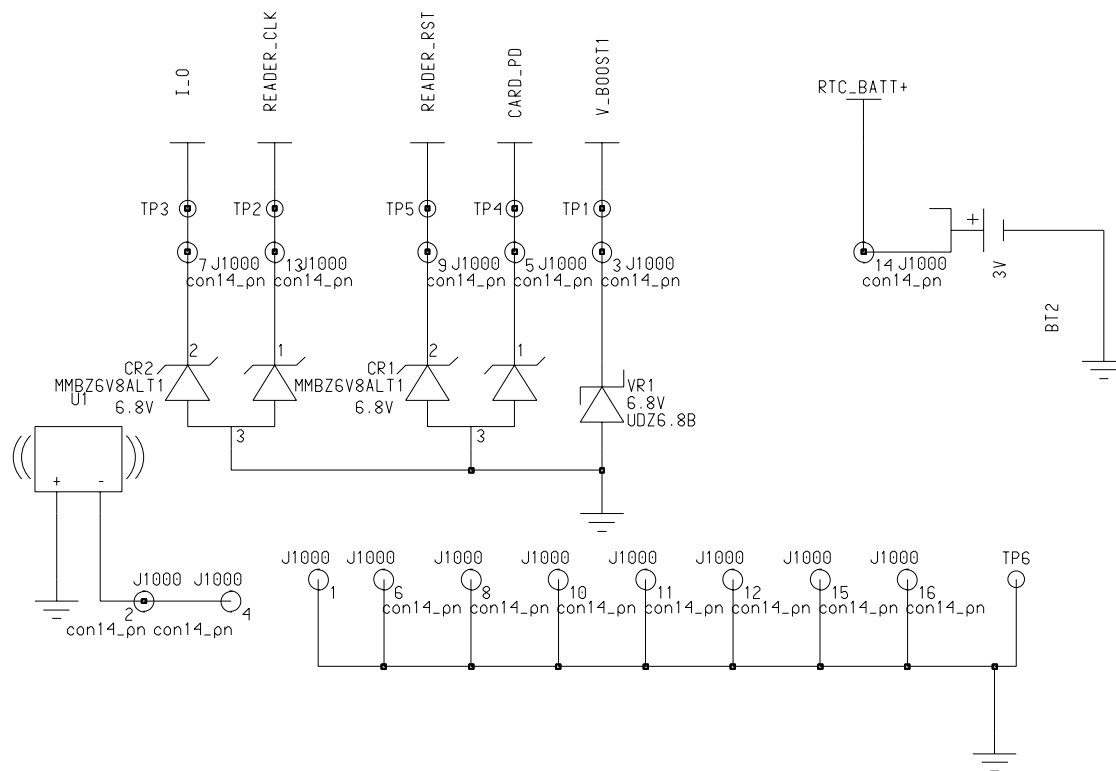 I_O
READER_CLK
READER_RST
CARD_PD
V_BOOST1
RTC_BATT+
TP3
TP2
TP5
TP4
TP1
+
7 J1000
con14_pn
13 J1000
con14_pn
9 J1000
con14_pn
5 J1000
con14_pn
3 J1000
con14_pn
14 J1000
con14_pn
3V
BT2
2
1
2
1
CR2
MMBZ6V8ALT1
6.8V
U1
CR1
MMBZ6V8ALT1
6.8V
VR1
6.8V
UDZ6.8B
3
3
+ -
J1000 J1000
2 4
con14_pn con14_pn
J1000 J1000 J1000 J1000 J1000 J1000 J1000 J1000 TP6
1 6 8 10 11 12 15 16
con14_pn con14_pn con14_pn con14_pn con14_pn con14_pn con14_pn